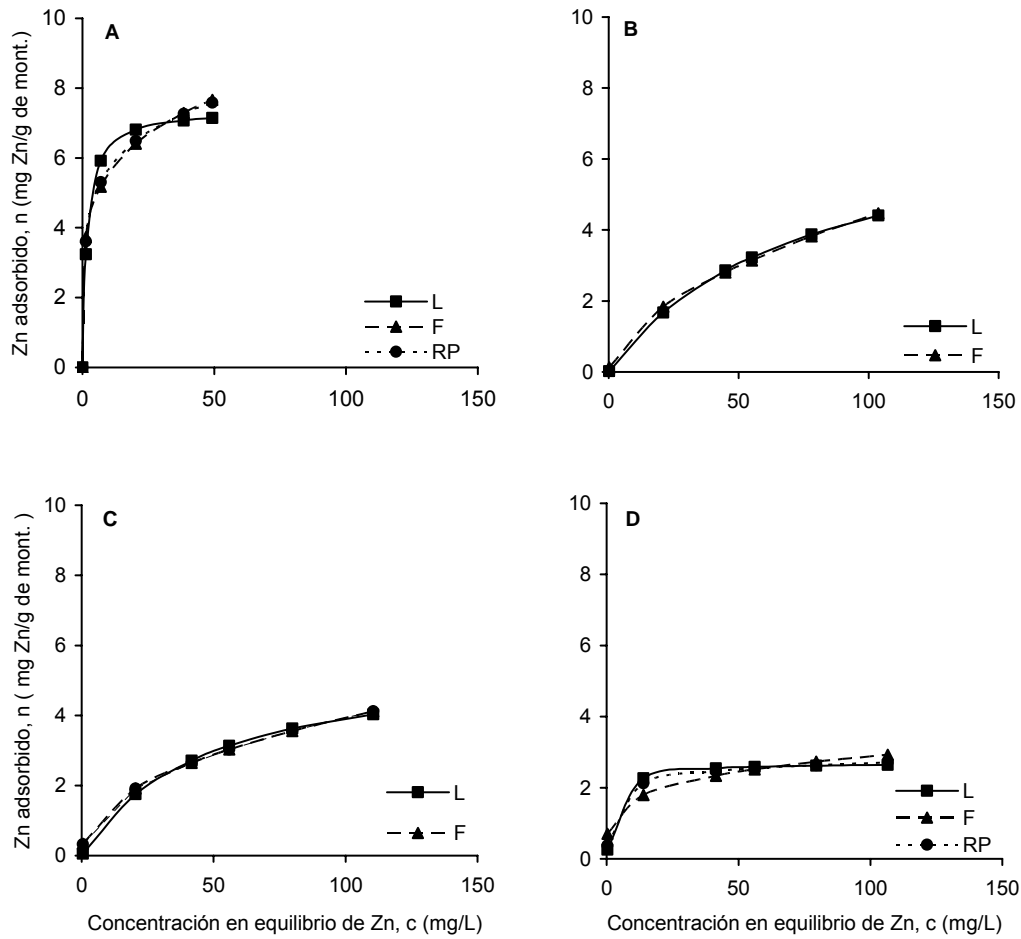 A
Zn adsorbido, n (mg Zn/g de mont.)
10
8
6
4
2
0
0 50 100 150
L
F
RP
B
10
8
6
4
2
0
0 50 100 150
L
F
C
Zn adsorbido, n ( mg Zn/g de mont. )
10
8
6
4
2
0
0 50 100 150
L
F
Concentración en equilibrio de Zn, c (mg/L)
D
10
8
6
4
2
0
0 50 100 150
L
F
RP
Concentración en equilibrio de Zn, c (mg/L)